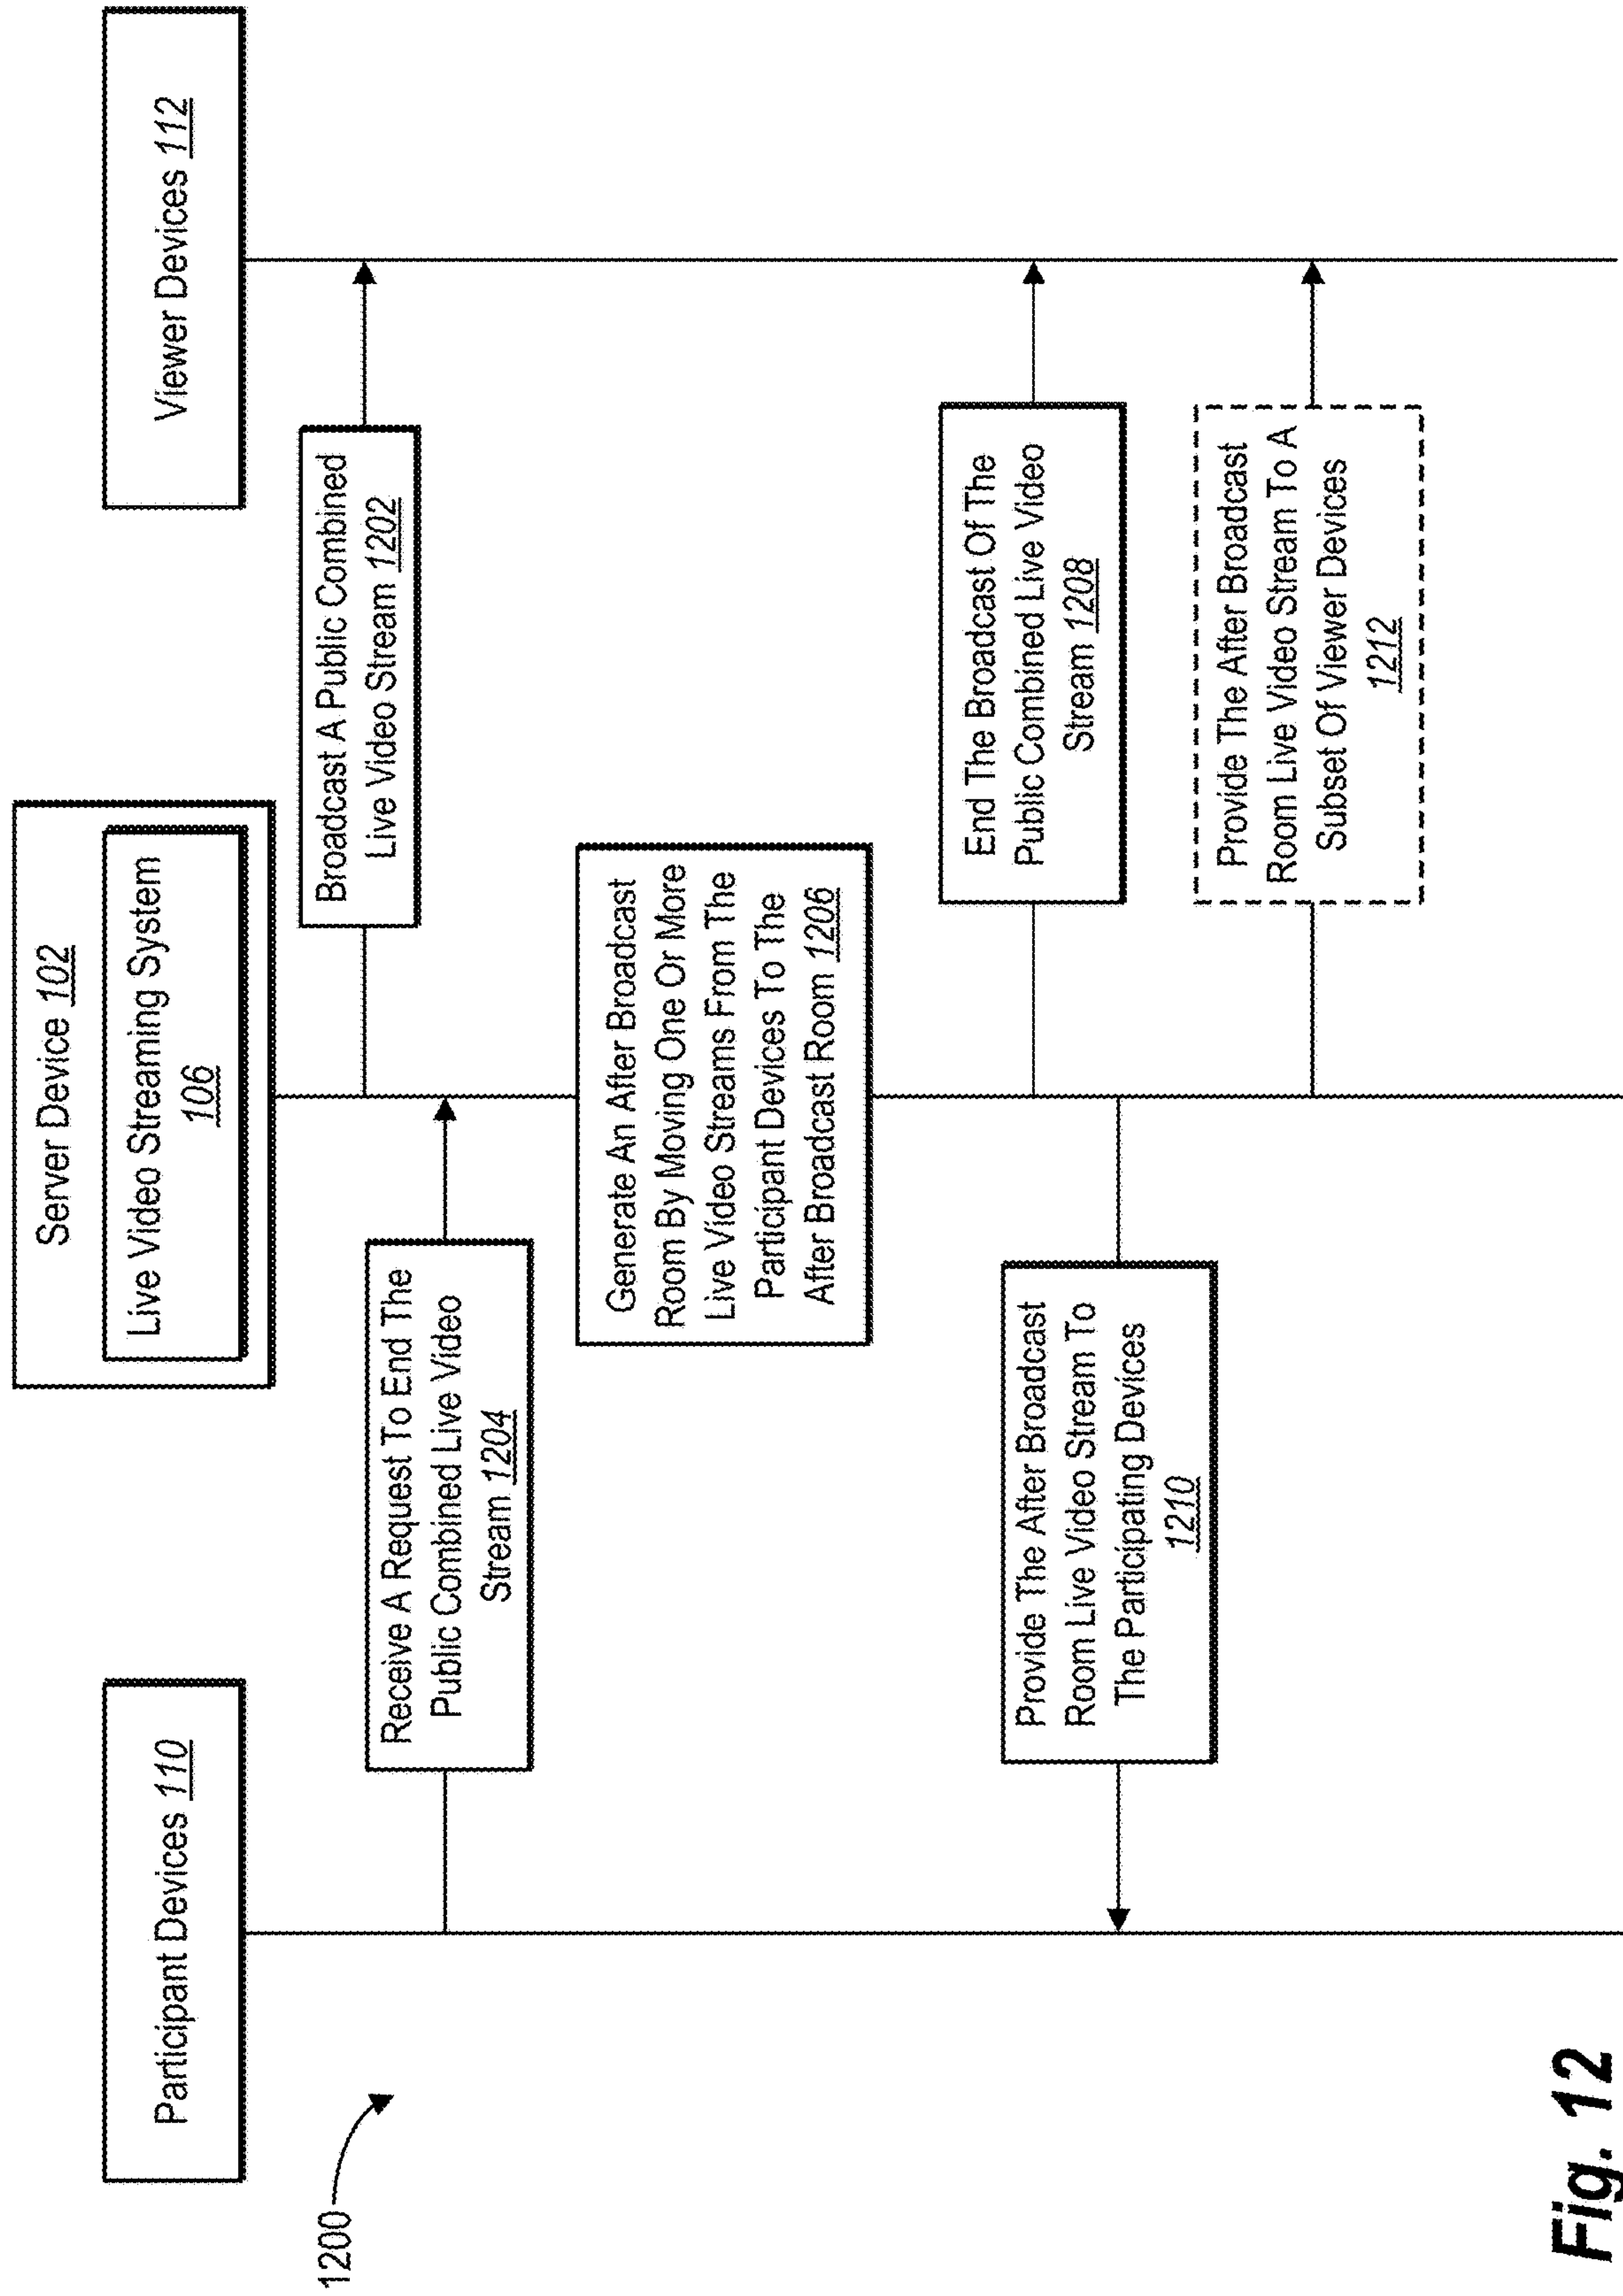 1200
Participant Devices 110
Server Device 102
Live Video Streaming System
106
Viewer Devices 112
Broadcast A Public Combined
Live Video Stream 1202
Receive A Request To End The
Public Combined Live Video
Stream 1204
Generate An After Broadcast
Room By Moving One Or More
Live Video Streams From The
Participant Devices To The
After Broadcast Room 1206
End The Broadcast Of The
Public Combined Live Video
Stream 1208
Provide The After Broadcast
Room Live Video Stream To
The Participating Devices
1210
Provide The After Broadcast
Room Live Video Stream To A
Subset Of Viewer Devices
1212
Fig. 12